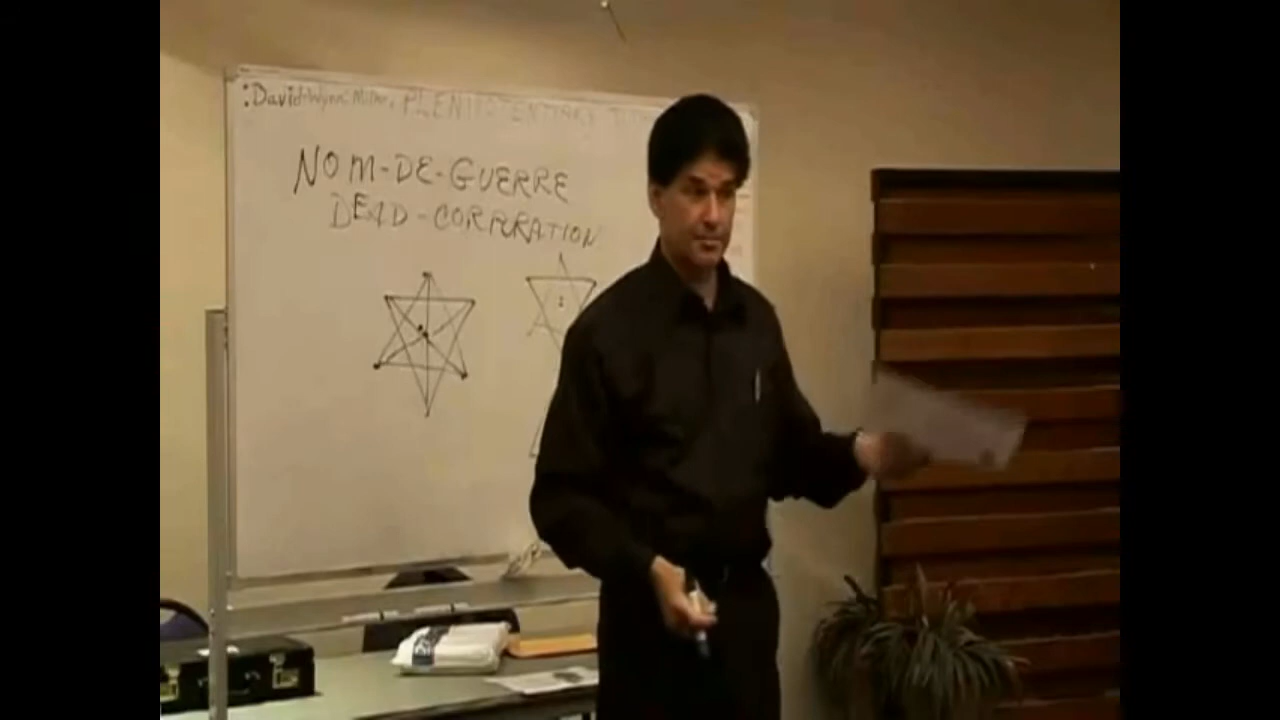 :David-Wynn: Miller, PLENIPOTENTIARY
NOM-DE-GUERRE
DEAD-CORPORATION